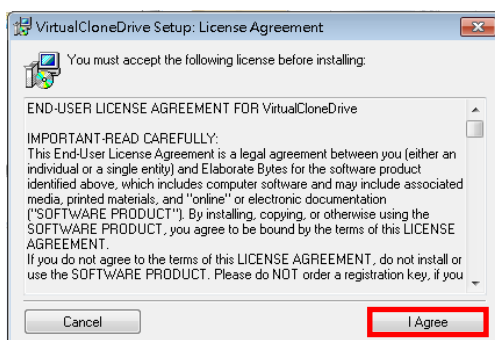 VirtualCloneDrive Setup: License Agreement
You must accept the following license before installing:
END-USER LICENSE AGREEMENT FOR VirtualCloneDrive
IMPORTANT-READ CAREFULLY:
This End-User License Agreement is a legal agreement between you (either an
individual or a single entity) and Elaborate Bytes for the software product
identified above, which includes computer software and may include associated
media, printed materials, and "online" or electronic documentation
("SOFTWARE PRODUCT"). By installing, copying, or otherwise using the
SOFTWARE PRODUCT, you agree to be bound by the terms of this LICENSE
AGREEMENT.
If you do not agree to the terms of this LICENSE AGREEMENT, do not install or
use the SOFTWARE PRODUCT. Please do NOT order a registration key, if you
Cancel
I Agree